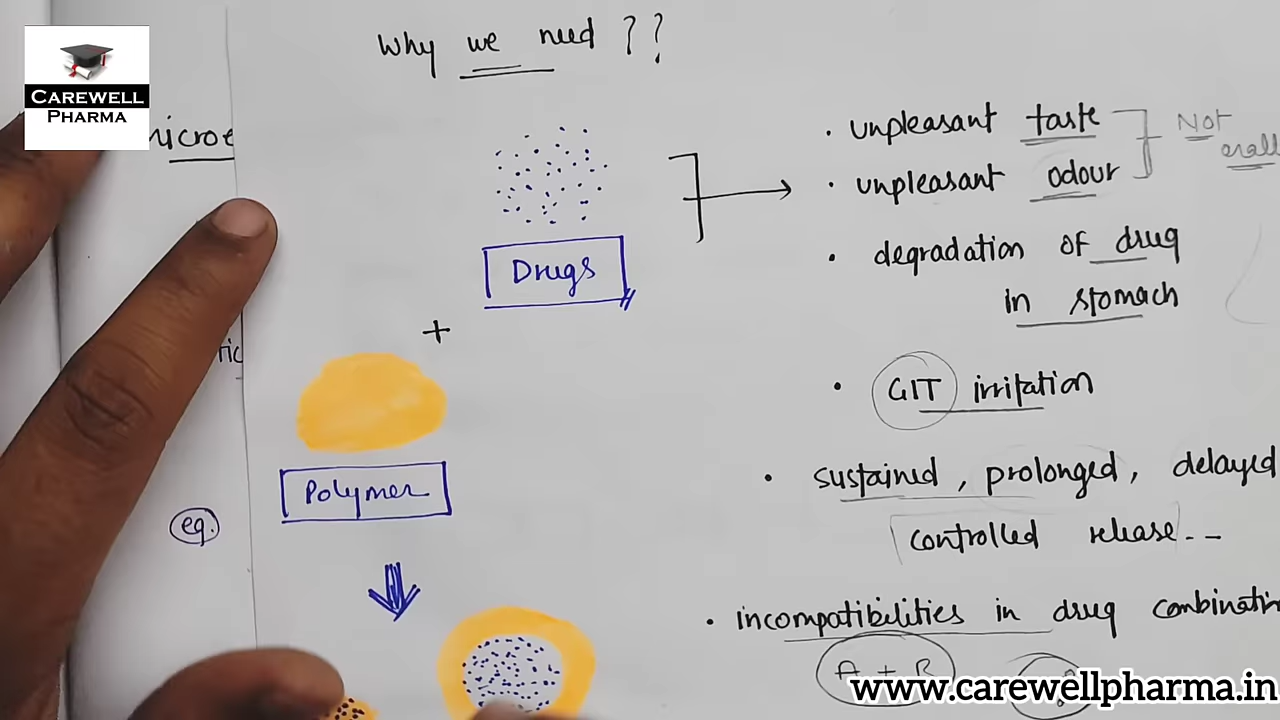 CAREWELL
PHARMA
Why we need ??
unpleasant taste
unpleasant odour
Not
Drugs
degradation of drug
in stomach
+
GIT irritation
Polymer
sustained, prolonged, delayed
controlled release - -
eg.
incompatibilities in drug
A + B
www.carewellpharma.in